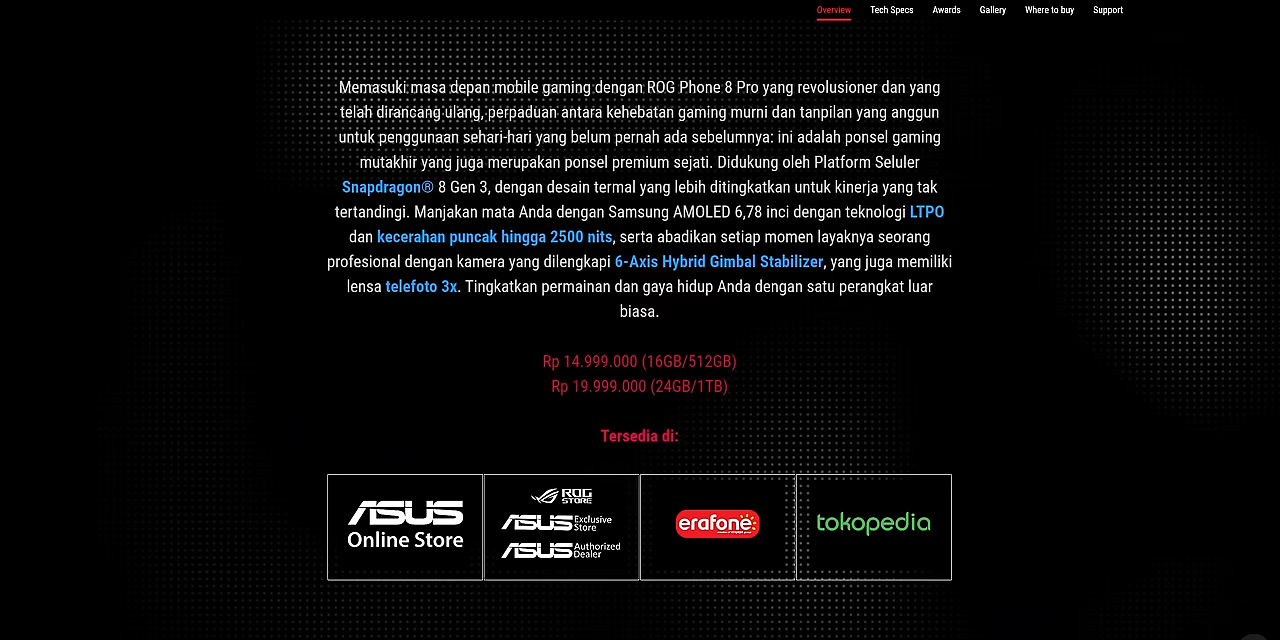 Overview Tech Specs Awards Gallery Where to buy Support
Memasuki masa depan mobile gaming dengan ROG Phone 8 Pro yang revolusioner dan yang
telah dirancang ulang, perpaduan antara kehebatan gaming murni dan tanpilan yang anggun
untuk penggunaan sehari-hari yang belum pernah ada sebelumnya: ini adalah ponsel gaming
mutakhir yang juga merupakan ponsel premium sejati. Didukung oleh Platform Seluler
Snapdragon® 8 Gen 3, dengan desain termal yang lebih ditingkatkan untuk kinerja yang tak
tertandingi. Manjakan mata Anda dengan Samsung AMOLED 6,78 inci dengan teknologi LTPO
dan kecerahan puncak hingga 2500 nits, serta abadikan setiap momen layaknya seorang
profesional dengan kamera yang dilengkapi 6-Axis Hybrid Gimbal Stabilizer, yang juga memiliki
lensa telefoto 3x. Tingkatkan permainan dan gaya hidup Anda dengan satu perangkat luar
biasa.
Rp 14.999.000 (16GB/512GB)
Rp 19.999.000 (24GB/1TB)
Tersedia di:
ASUS
Online Store
ROG
STORE
ASUS Exclusive
Store
ASUS Authorized
Dealer
erafone
tokopedia